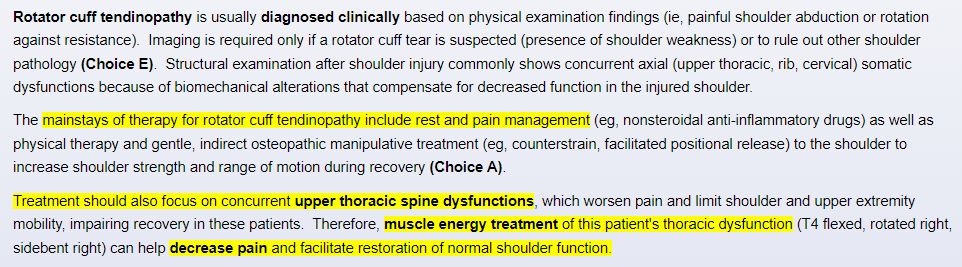 Rotator cuff tendinopathy is usually diagnosed clinically based on physical examination findings (ie, painful shoulder abduction or rotation
against resistance). Imaging is required only if a rotator cuff tear is suspected (presence of shoulder weakness) or to rule out other shoulder
pathology (Choice E). Structural examination after shoulder injury commonly shows concurrent axial (upper thoracic, rib, cervical) somatic
dysfunctions because of biomechanical alterations that compensate for decreased function in the injured shoulder.
The mainstays of therapy for rotator cuff tendinopathy include rest and pain management (eg, nonsteroidal anti-inflammatory drugs) as well as
physical therapy and gentle, indirect osteopathic manipulative treatment (eg, counterstrain, facilitated positional release) to the shoulder to
increase shoulder strength and range of motion during recovery (Choice A).
Treatment should also focus on concurrent upper thoracic spine dysfunctions, which worsen pain and limit shoulder and upper extremity
mobility, impairing recovery in these patients. Therefore, muscle energy treatment of this patient's thoracic dysfunction (T4 flexed, rotated right,
sidebent right) can help decrease pain and facilitate restoration of normal shoulder function.